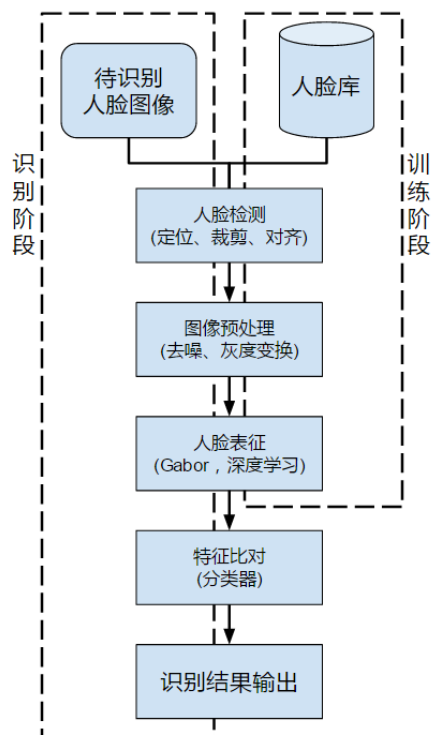 待识别
人脸图像
人脸库
识别阶段
训练阶段
人脸检测
(定位、裁剪、对齐)
图像预处理
(去噪、灰度变换)
人脸表征
(Gabor，深度学习)
特征比对
(分类器)
识别结果输出